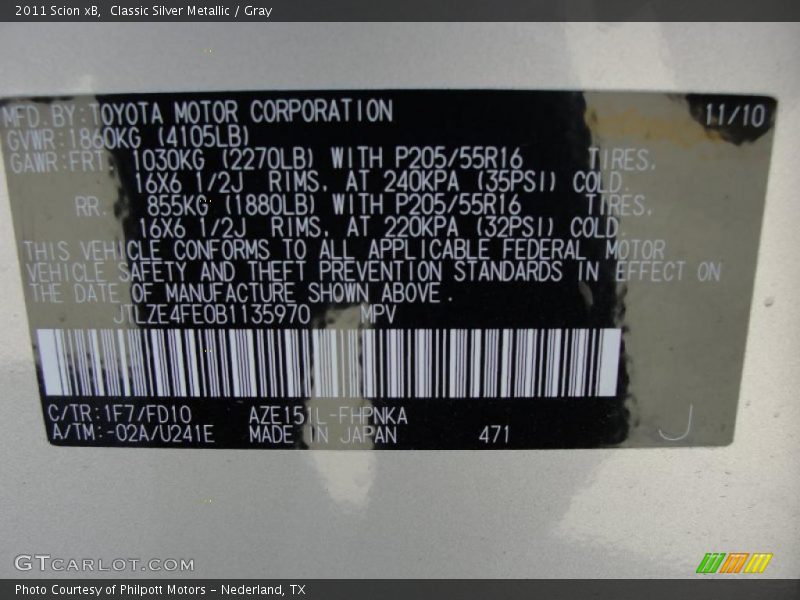 2011 Scion xB, Classic Silver Metallic / Gray
MFD. BY: TOYOTA MOTOR CORPORATION 11/10
GVWR: 1860KG (4105LB)
GAWR: FRT 1030KG (2270LB) WITH P205/55R16 TIRES,
16X6 1/2J RIMS, AT 240KPA (35PSI) COLD.
RR. 855KG (1880LB) WITH P205/55R16 TIRES,
16X6 1/2J RIMS, AT 220KPA (32PSI) COLD.
THIS VEHICLE CONFORMS TO ALL APPLICABLE FEDERAL MOTOR
VEHICLE SAFETY AND THEFT PREVENTION STANDARDS IN EFFECT ON
THE DATE OF MANUFACTURE SHOWN ABOVE.
JTLZE4FE0B1135970 MPV
C/TR: 1F7/FD10 AZE151L-FHPNKA
A/TM: -02A/U241E MADE IN JAPAN 471 J
GTCARLOT.COM
Photo Courtesy of Philpott Motors - Nederland, TX